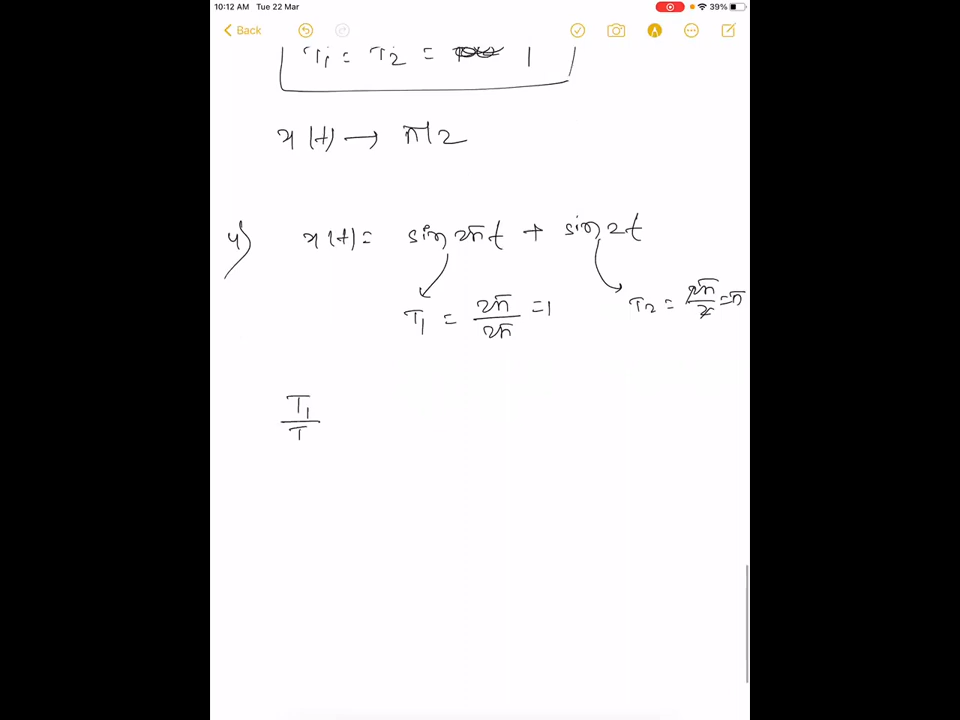 10:12 AM Tue 22 Mar 39%
Back
T1 = T2 = 1
x(t) → π/2
4) x(t) = sin 2πt + sin 2t
T1 = 2π/2π = 1 T2 = 2π/2 = π
T1/T